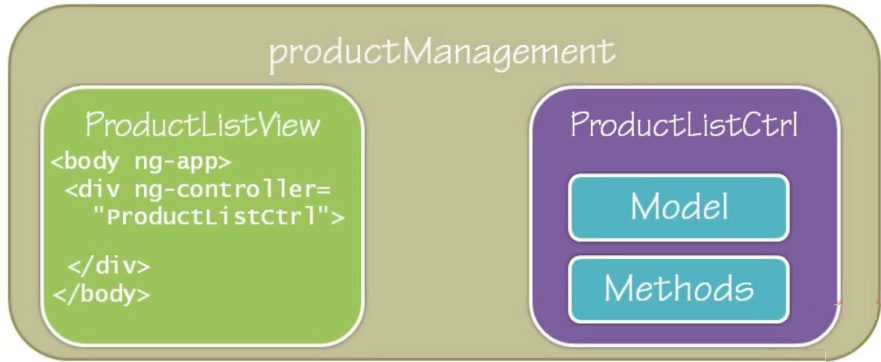 productManagement
ProductListView
<body ng-app>
<div ng-controller=
"ProductListCtrl">
</div>
</body>
ProductListCtrl
Model
Methods